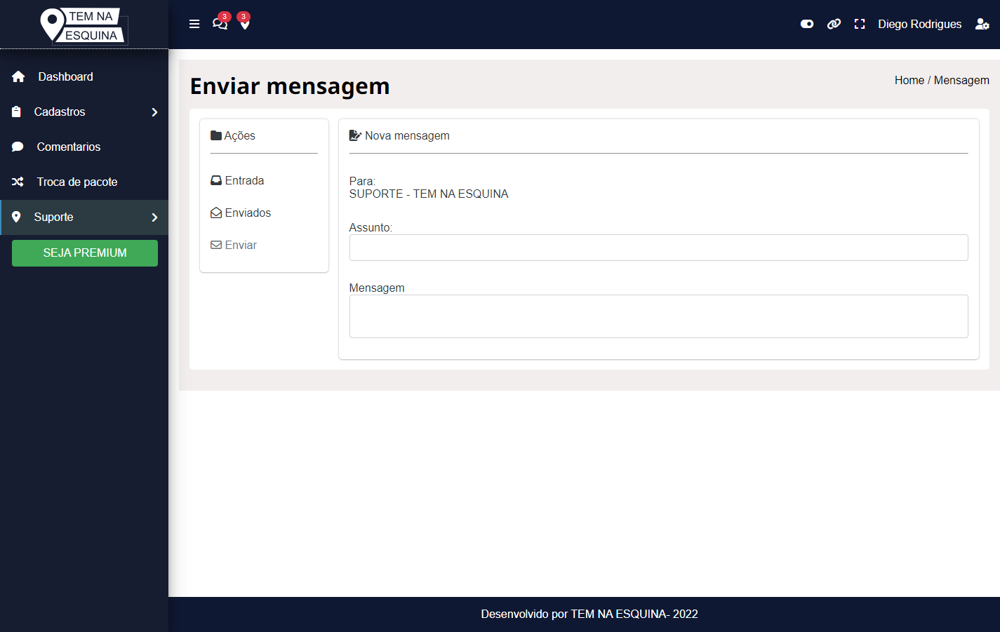 TEM NA
ESQUINA
3
3
Diego Rodrigues
Dashboard
Cadastros
Comentarios
Troca de pacote
Suporte
SEJA PREMIUM
Enviar mensagem
Home / Mensagem
Ações
Entrada
Enviados
Enviar
Nova mensagem
Para:
SUPORTE - TEM NA ESQUINA
Assunto:
Mensagem
Desenvolvido por TEM NA ESQUINA- 2022